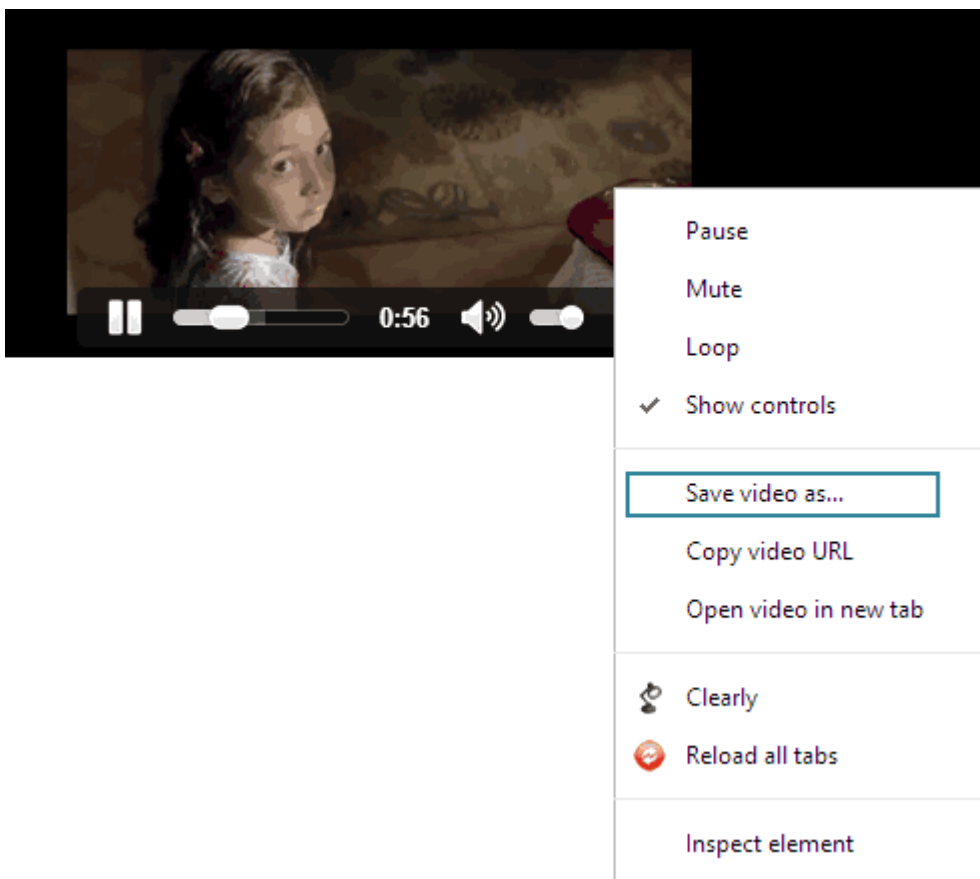 0:56
Pause
Mute
Loop
Show controls
Save video as...
Copy video URL
Open video in new tab
Clearly
Reload all tabs
Inspect element